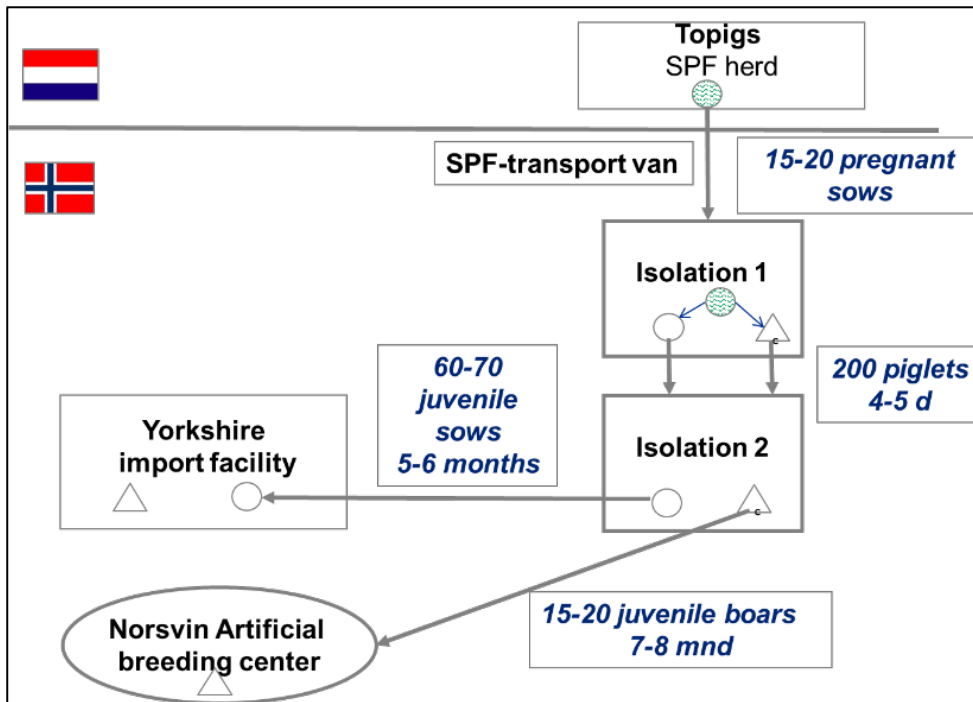 Topigs
SPF herd
SPF-transport van
15-20 pregnant
sows
Isolation 1
c
200 piglets
4-5 d
60-70
juvenile
sows
5-6 months
Yorkshire
import facility
Isolation 2
c
15-20 juvenile boars
7-8 mnd
Norsvin Artificial
breeding center